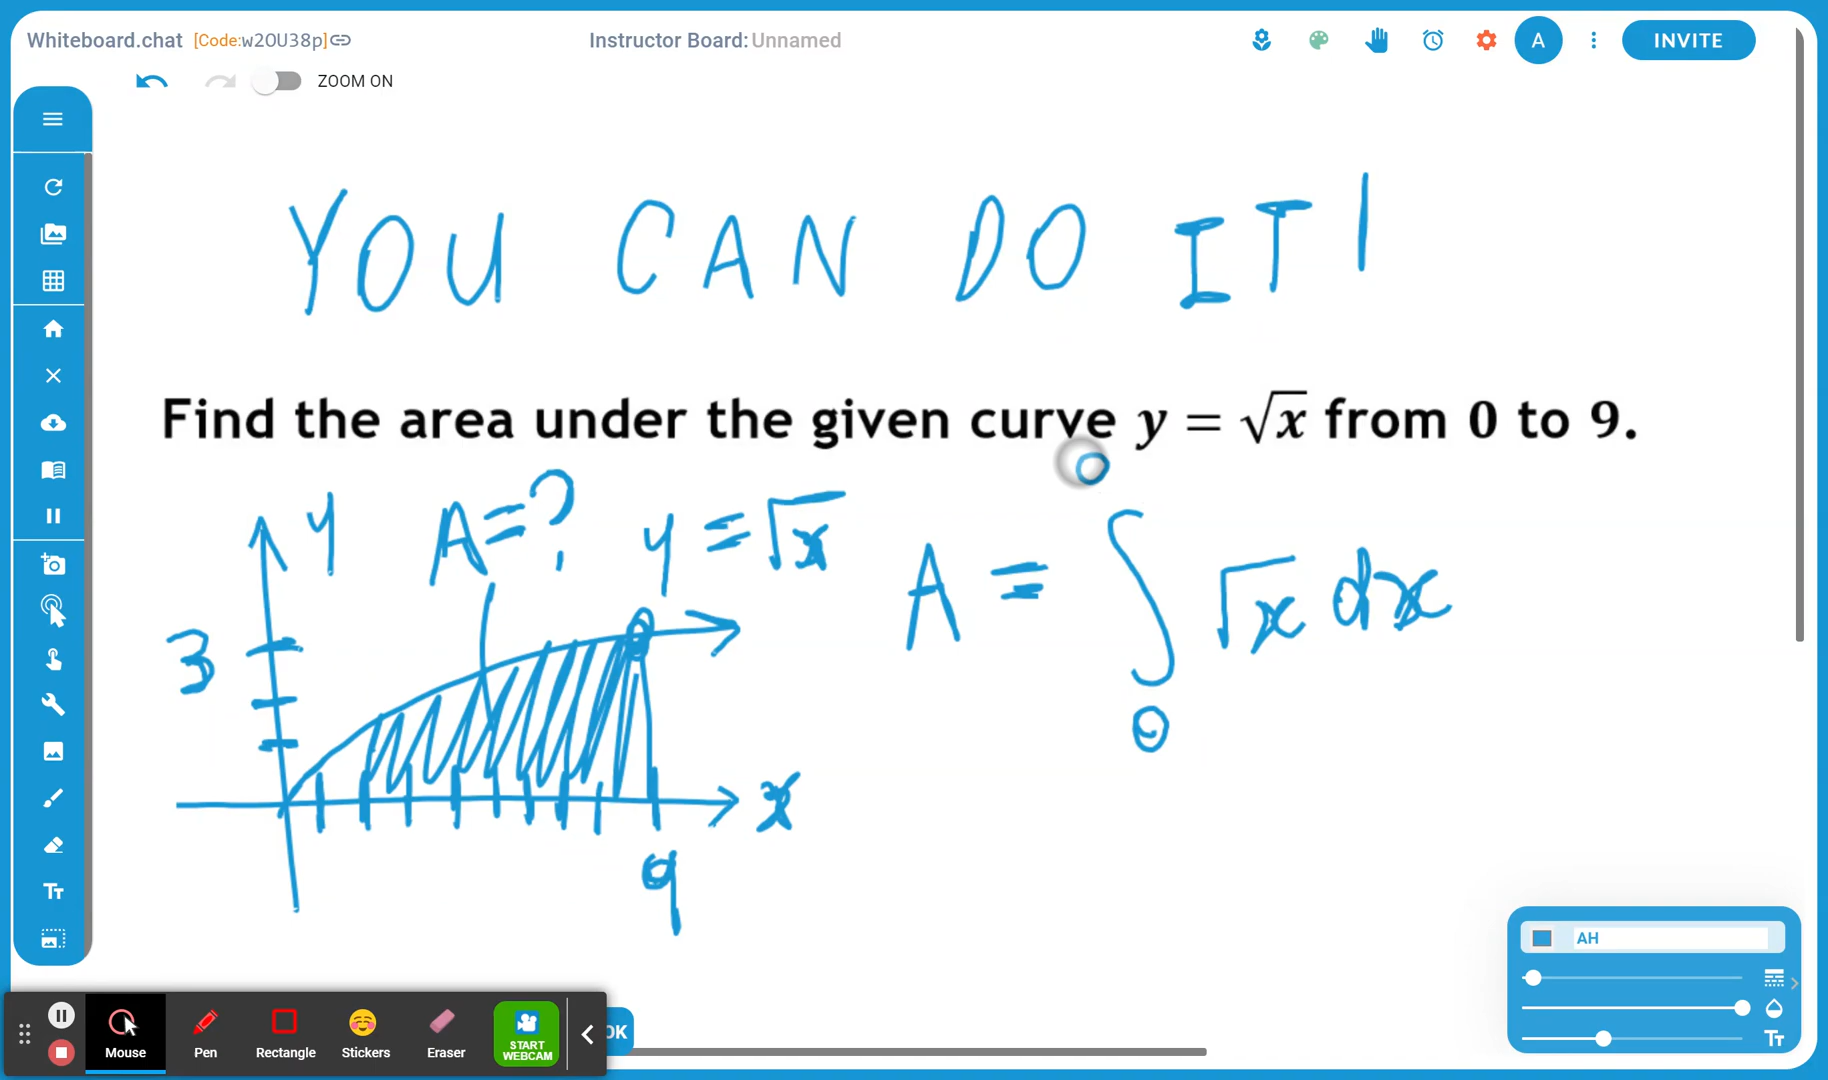 Whiteboard.chat [Code:w2OU38p] Instructor Board: Unnamed A INVITE
ZOOM ON
YOU CAN DO IT!
Find the area under the given curve y = √x from 0 to 9.
y A=? y = √x
A = ∫ √x dx
3
0
x
9
AH
Tт
Tт
Mouse Pen Rectangle Stickers Eraser START WEBCAM OK